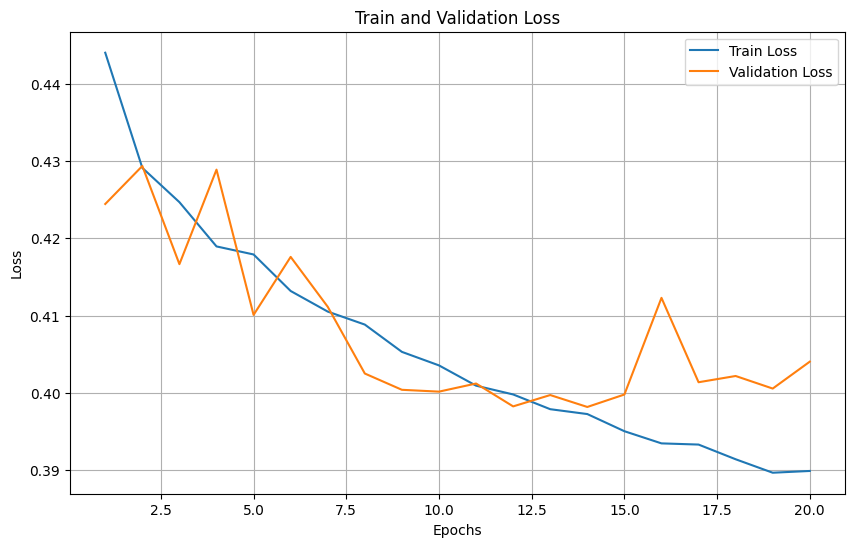 Train and Validation Loss
Train Loss
Validation Loss
0.44
0.43
0.42
0.41
0.40
0.39
Loss
2.5 5.0 7.5 10.0 12.5 15.0 17.5 20.0
Epochs